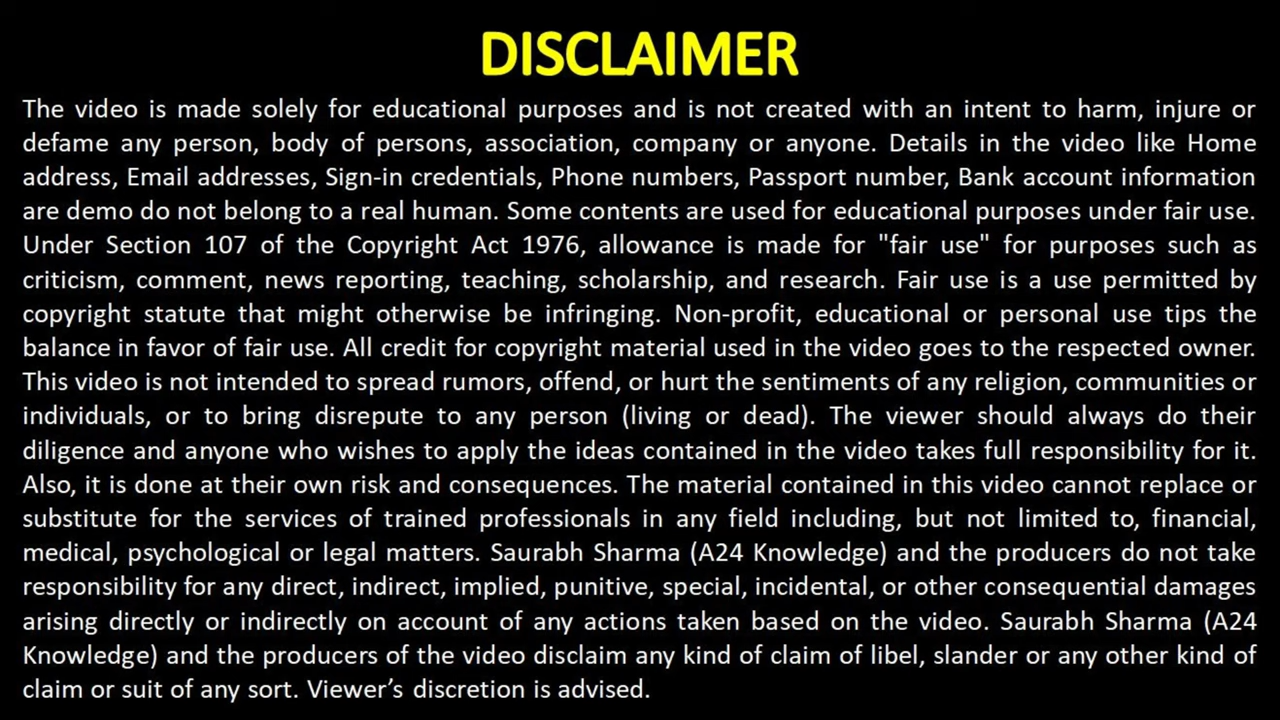 DISCLAIMER
The video is made solely for educational purposes and is not created with an intent to harm, injure or
defame any person, body of persons, association, company or anyone. Details in the video like Home
address, Email addresses, Sign-in credentials, Phone numbers, Passport number, Bank account information
are demo do not belong to a real human. Some contents are used for educational purposes under fair use.
Under Section 107 of the Copyright Act 1976, allowance is made for "fair use" for purposes such as
criticism, comment, news reporting, teaching, scholarship, and research. Fair use is a use permitted by
copyright statute that might otherwise be infringing. Non-profit, educational or personal use tips the
balance in favor of fair use. All credit for copyright material used in the video goes to the respected owner.
This video is not intended to spread rumors, offend, or hurt the sentiments of any religion, communities or
individuals, or to bring disrepute to any person (living or dead). The viewer should always do their
diligence and anyone who wishes to apply the ideas contained in the video takes full responsibility for it.
Also, it is done at their own risk and consequences. The material contained in this video cannot replace or
substitute for the services of trained professionals in any field including, but not limited to, financial,
medical, psychological or legal matters. Saurabh Sharma (A24 Knowledge) and the producers do not take
responsibility for any direct, indirect, implied, punitive, special, incidental, or other consequential damages
arising directly or indirectly on account of any actions taken based on the video. Saurabh Sharma (A24
Knowledge) and the producers of the video disclaim any kind of claim of libel, slander or any other kind of
claim or suit of any sort. Viewer’s discretion is advised.